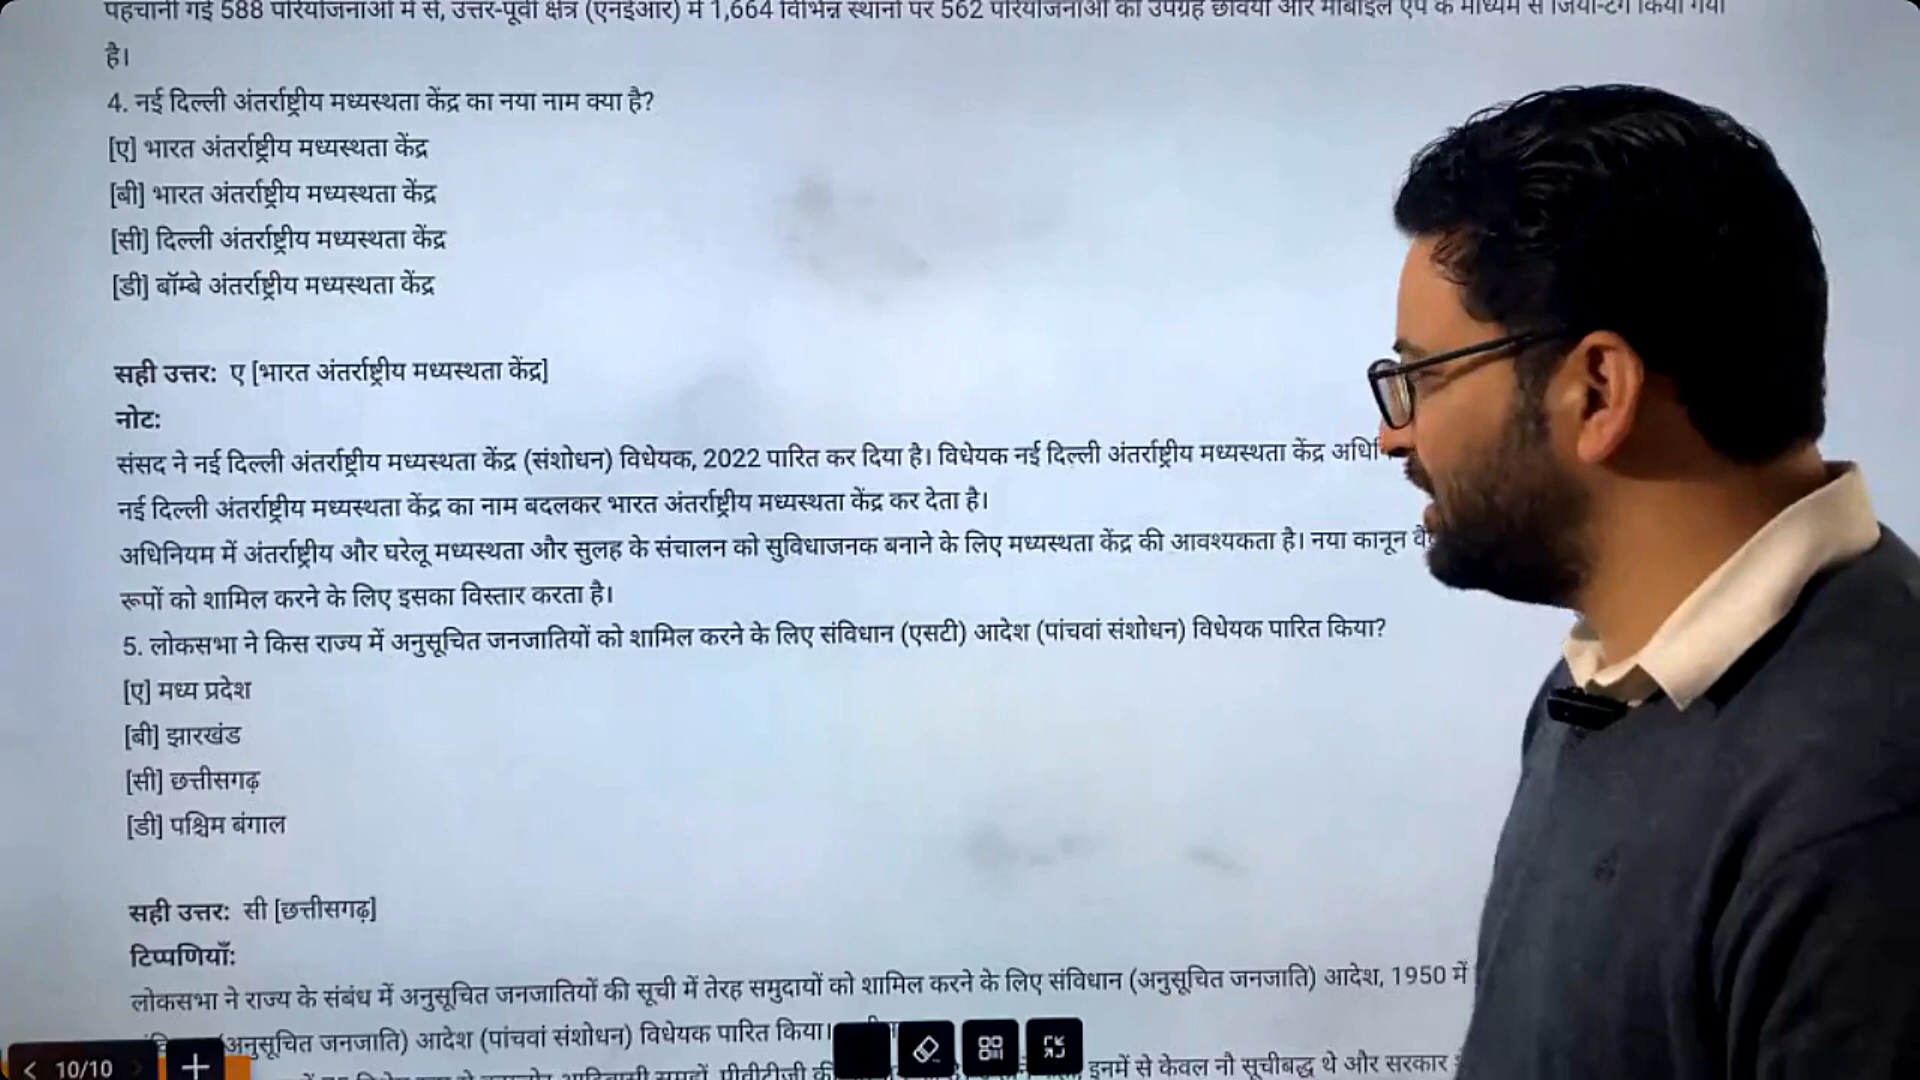 पहचानी गई 588 परियोजनाओं में से, उत्तर-पूर्वी क्षेत्र (एनईआर) में 1,664 विभिन्न स्थानों पर 562 परियोजनाओं को उपग्रह छवियों और मोबाइल ऐप के माध्यम से जियो-टैग किया गया
है।
4. नई दिल्ली अंतर्राष्ट्रीय मध्यस्थता केंद्र का नया नाम क्या है?
[ए] भारत अंतर्राष्ट्रीय मध्यस्थता केंद्र
[बी] भारत अंतर्राष्ट्रीय मध्यस्थता केंद्र
[सी] दिल्ली अंतर्राष्ट्रीय मध्यस्थता केंद्र
[डी] बॉम्बे अंतर्राष्ट्रीय मध्यस्थता केंद्र
सही उत्तर: ए [भारत अंतर्राष्ट्रीय मध्यस्थता केंद्र]
नोट:
संसद ने नई दिल्ली अंतर्राष्ट्रीय मध्यस्थता केंद्र (संशोधन) विधेयक, 2022 पारित कर दिया है। विधेयक नई दिल्ली अंतर्राष्ट्रीय मध्यस्थता केंद्र
नई दिल्ली अंतर्राष्ट्रीय मध्यस्थता केंद्र का नाम बदलकर भारत अंतर्राष्ट्रीय मध्यस्थता केंद्र कर देता है।
अधिनियम में अंतर्राष्ट्रीय और घरेलू मध्यस्थता और सुलह के संचालन को सुविधाजनक बनाने के लिए मध्यस्थता केंद्र की आवश्यकता है। नया कानून
रूपों को शामिल करने के लिए इसका विस्तार करता है।
5. लोकसभा ने किस राज्य में अनुसूचित जनजातियों को शामिल करने के लिए संविधान (एसटी) आदेश (पांचवां संशोधन) विधेयक पारित किया?
[ए] मध्य प्रदेश
[बी] झारखंड
[सी] छत्तीसगढ़
[डी] पश्चिम बंगाल
सही उत्तर: सी [छत्तीसगढ़]
टिप्पणियाँ:
लोकसभा ने राज्य के संबंध में अनुसूचित जनजातियों की सूची में तेरह समुदायों को शामिल करने के लिए संविधान (अनुसूचित जनजाति) आदेश, 1950 में
(अनुसूचित जनजाति) आदेश (पांचवां संशोधन) विधेयक पारित किया।
इनमें से केवल नौ सूचीबद्ध थे और सरकार
10/10